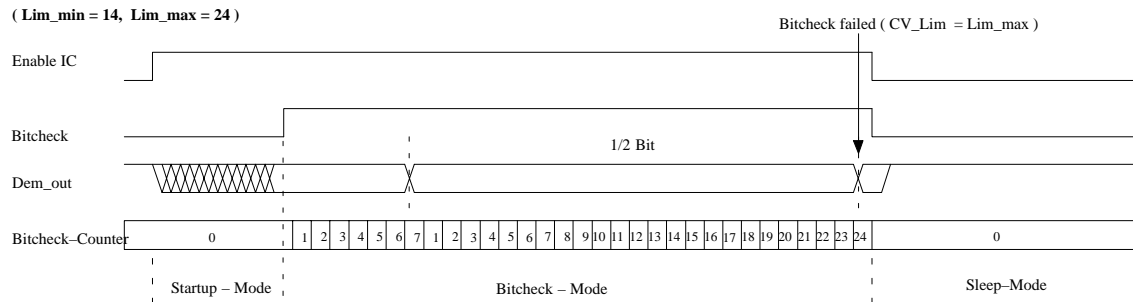 ( Lim_min = 14, Lim_max = 24 )
Bitcheck failed ( CV_Lim = Lim_max )
Enable IC
Bitcheck
1/2 Bit
Dem_out
Bitcheck–Counter 0 1 2 3 4 5 6 7 1 2 3 4 5 6 7 8 9 10 11 12 13 14 15 16 17 18 19 20 21 22 23 24 0
Startup – Mode Bitcheck – Mode Sleep–Mode